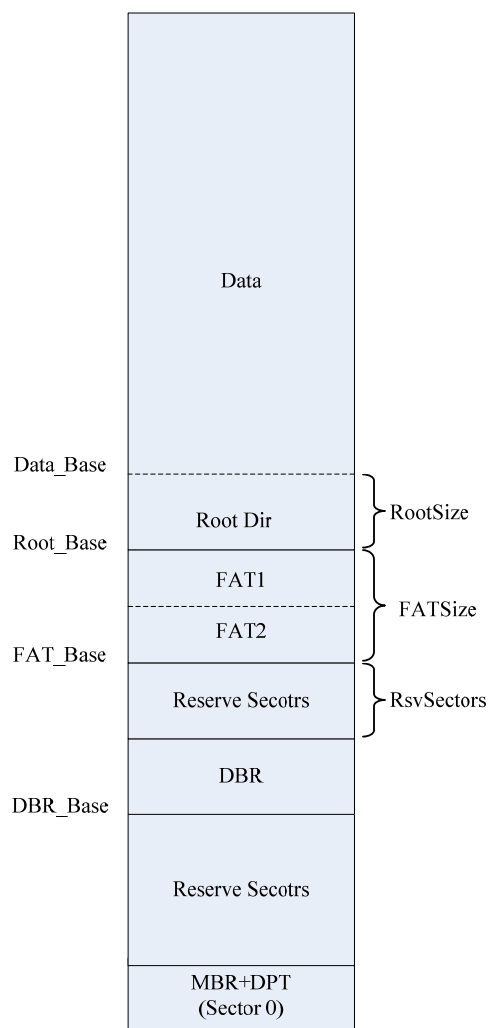 Data
Data_Base
Root Dir
RootSize
Root_Base
FAT1
FATSize
FAT2
FAT_Base
Reserve Secotrs
RsvSectors
DBR
DBR_Base
Reserve Secotrs
MBR+DPT
(Sector 0)